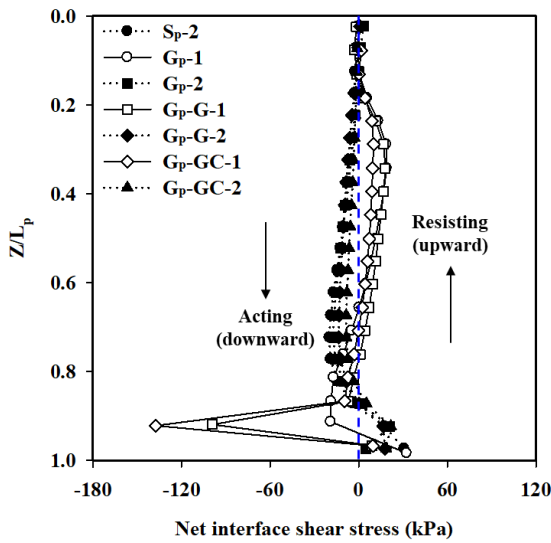 0.0
0.2
0.4
0.6
0.8
1.0
Z/Lp
Sp-2
Gp-1
Gp-2
Gp-G-1
Gp-G-2
Gp-GC-1
Gp-GC-2
Resisting
(upward)
Acting
(downward)
-180
-120
-60
0
60
120
Net interface shear stress (kPa)